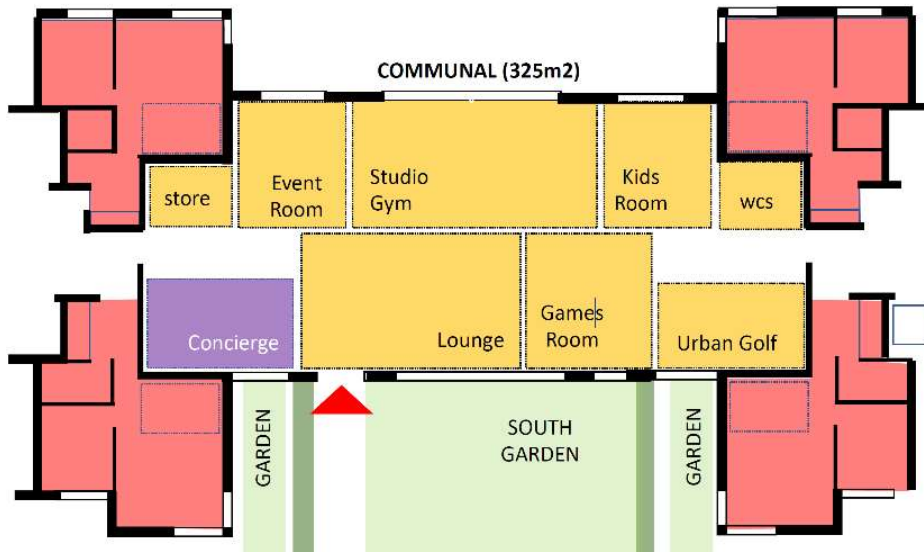 COMMUNAL (325m2)
store
Event
Room
Studio
Gym
Kids
Room
wcs
Concierge
Lounge
Games
Room
Urban Golf
GARDEN
SOUTH
GARDEN
GARDEN